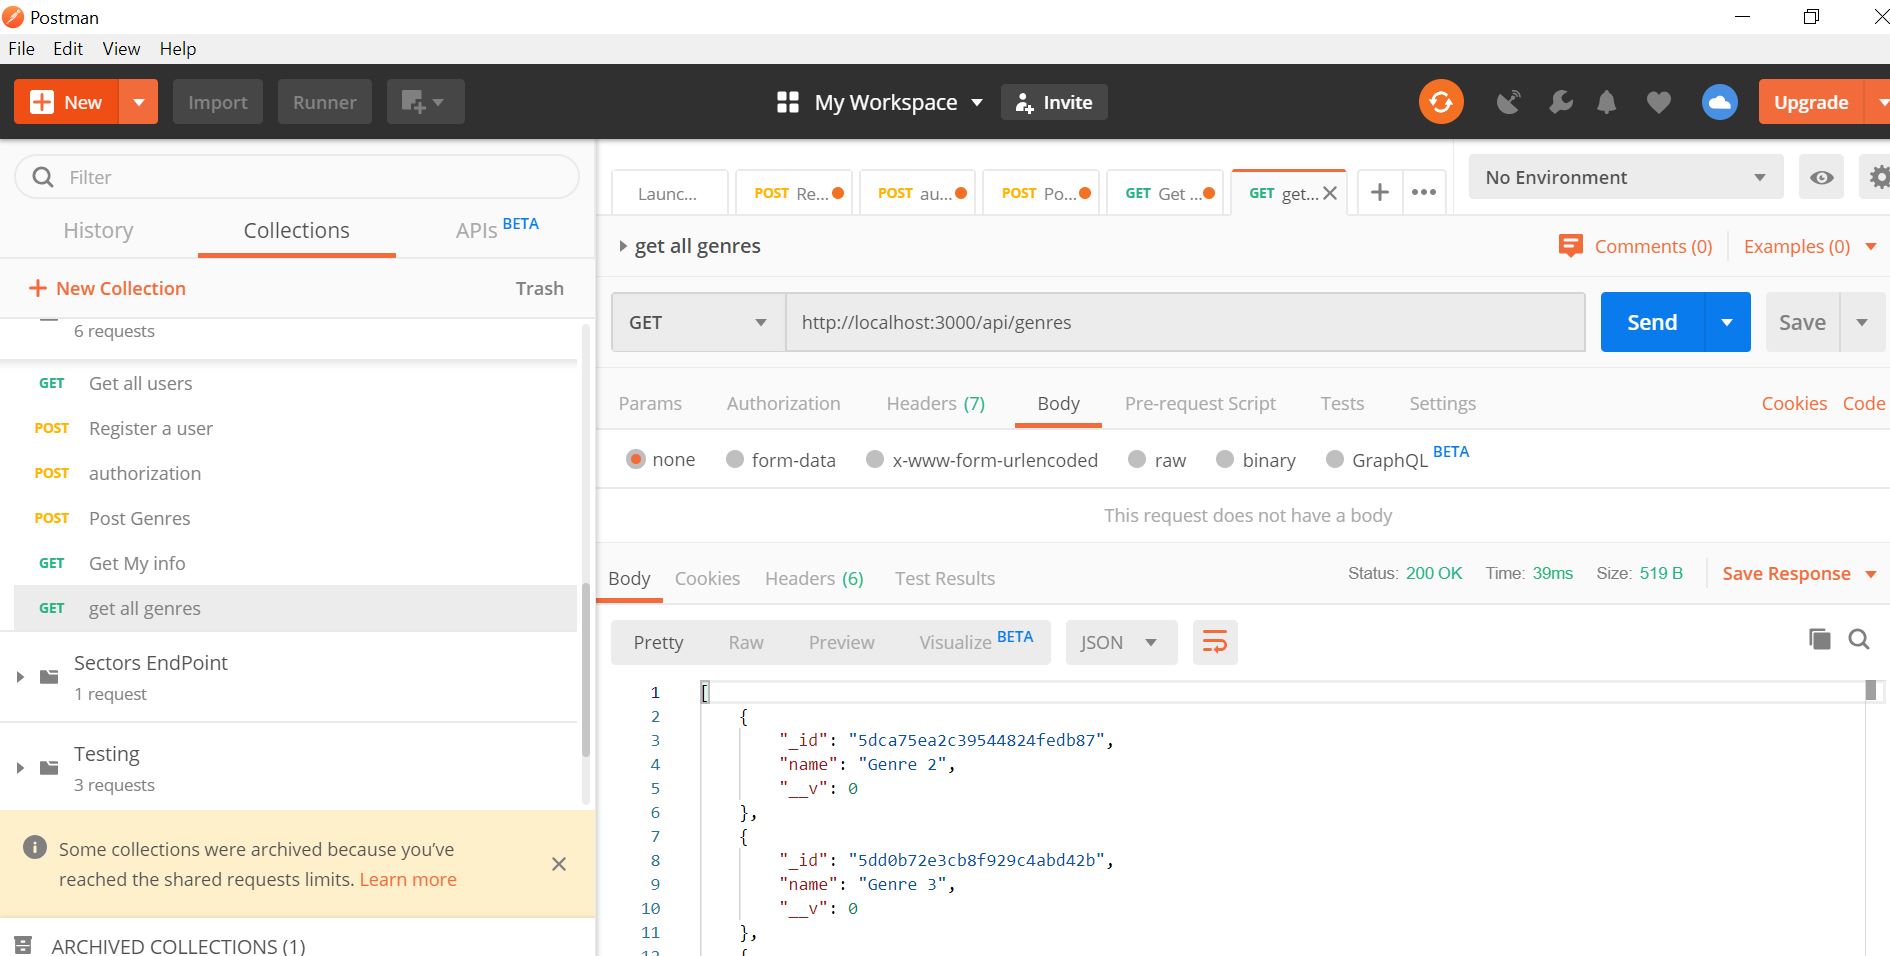 Postman
File Edit View Help
New Import Runner My Workspace Invite Upgrade
Filter
History Collections APIs BETA
New Collection Trash
6 requests
GET Get all users
POST Register a user
POST authorization
POST Post Genres
GET Get My info
GET get all genres
Sectors EndPoint
1 request
Testing
3 requests
Some collections were archived because you've
reached the shared requests limits. Learn more
ARCHIVED COLLECTIONS (1)
Launc... POST Re... POST au... POST Po... GET Get ... GET get... No Environment
get all genres Comments (0) Examples (0)
GET http://localhost:3000/api/genres Send Save
Params Authorization Headers (7) Body Pre-request Script Tests Settings Cookies Code
none form-data x-www-form-urlencoded raw binary GraphQL BETA
This request does not have a body
Body Cookies Headers (6) Test Results Status: 200 OK Time: 39ms Size: 519 B Save Response
Pretty Raw Preview Visualize BETA JSON
1 [
2 {
3 "_id": "5dca75ea2c39544824fedb87",
4 "name": "Genre 2",
5 "__v": 0
6 },
7 {
8 "_id": "5dd0b72e3cb8f929c4abd42b",
9 "name": "Genre 3",
10 "__v": 0
11 },
12 {